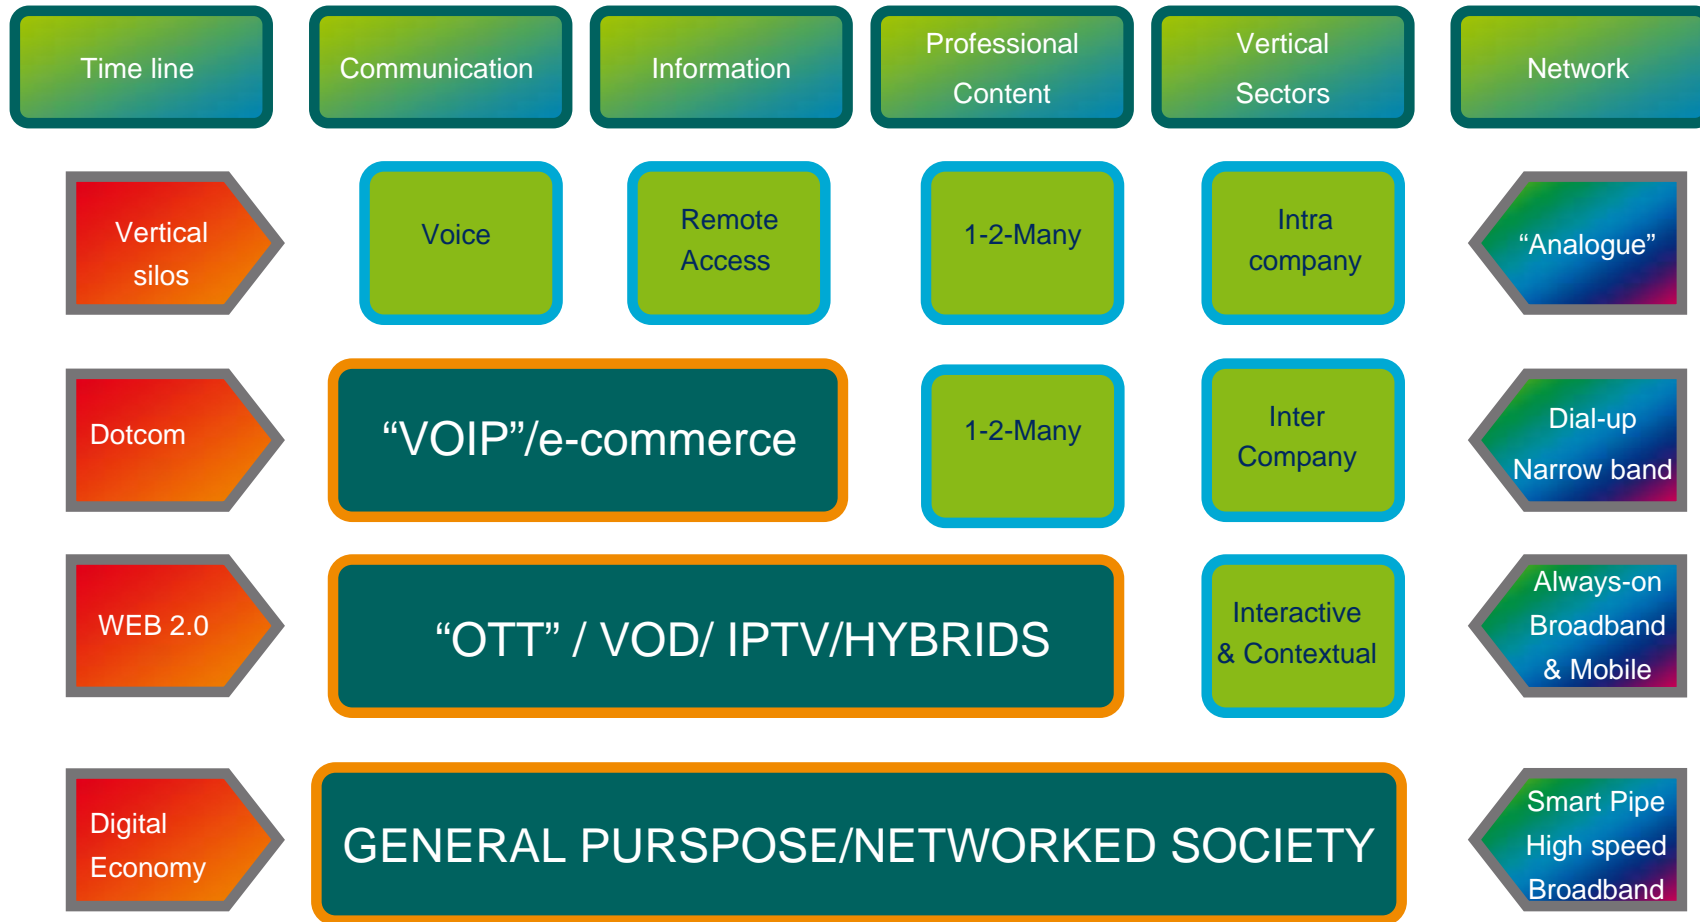 Time line
Communication
Information
Professional
Content
Vertical
Sectors
Network
Vertical
silos
Voice
Remote
Access
1-2-Many
Intra
company
“Analogue”
Dotcom
“VOIP”/e-commerce
1-2-Many
Inter
Company
Dial-up
Narrow band
WEB 2.0
“OTT” / VOD/ IPTV/HYBRIDS
Interactive
& Contextual
Always-on
Broadband
& Mobile
Digital
Economy
GENERAL PURSPOSE/NETWORKED SOCIETY
Smart Pipe
High speed
Broadband